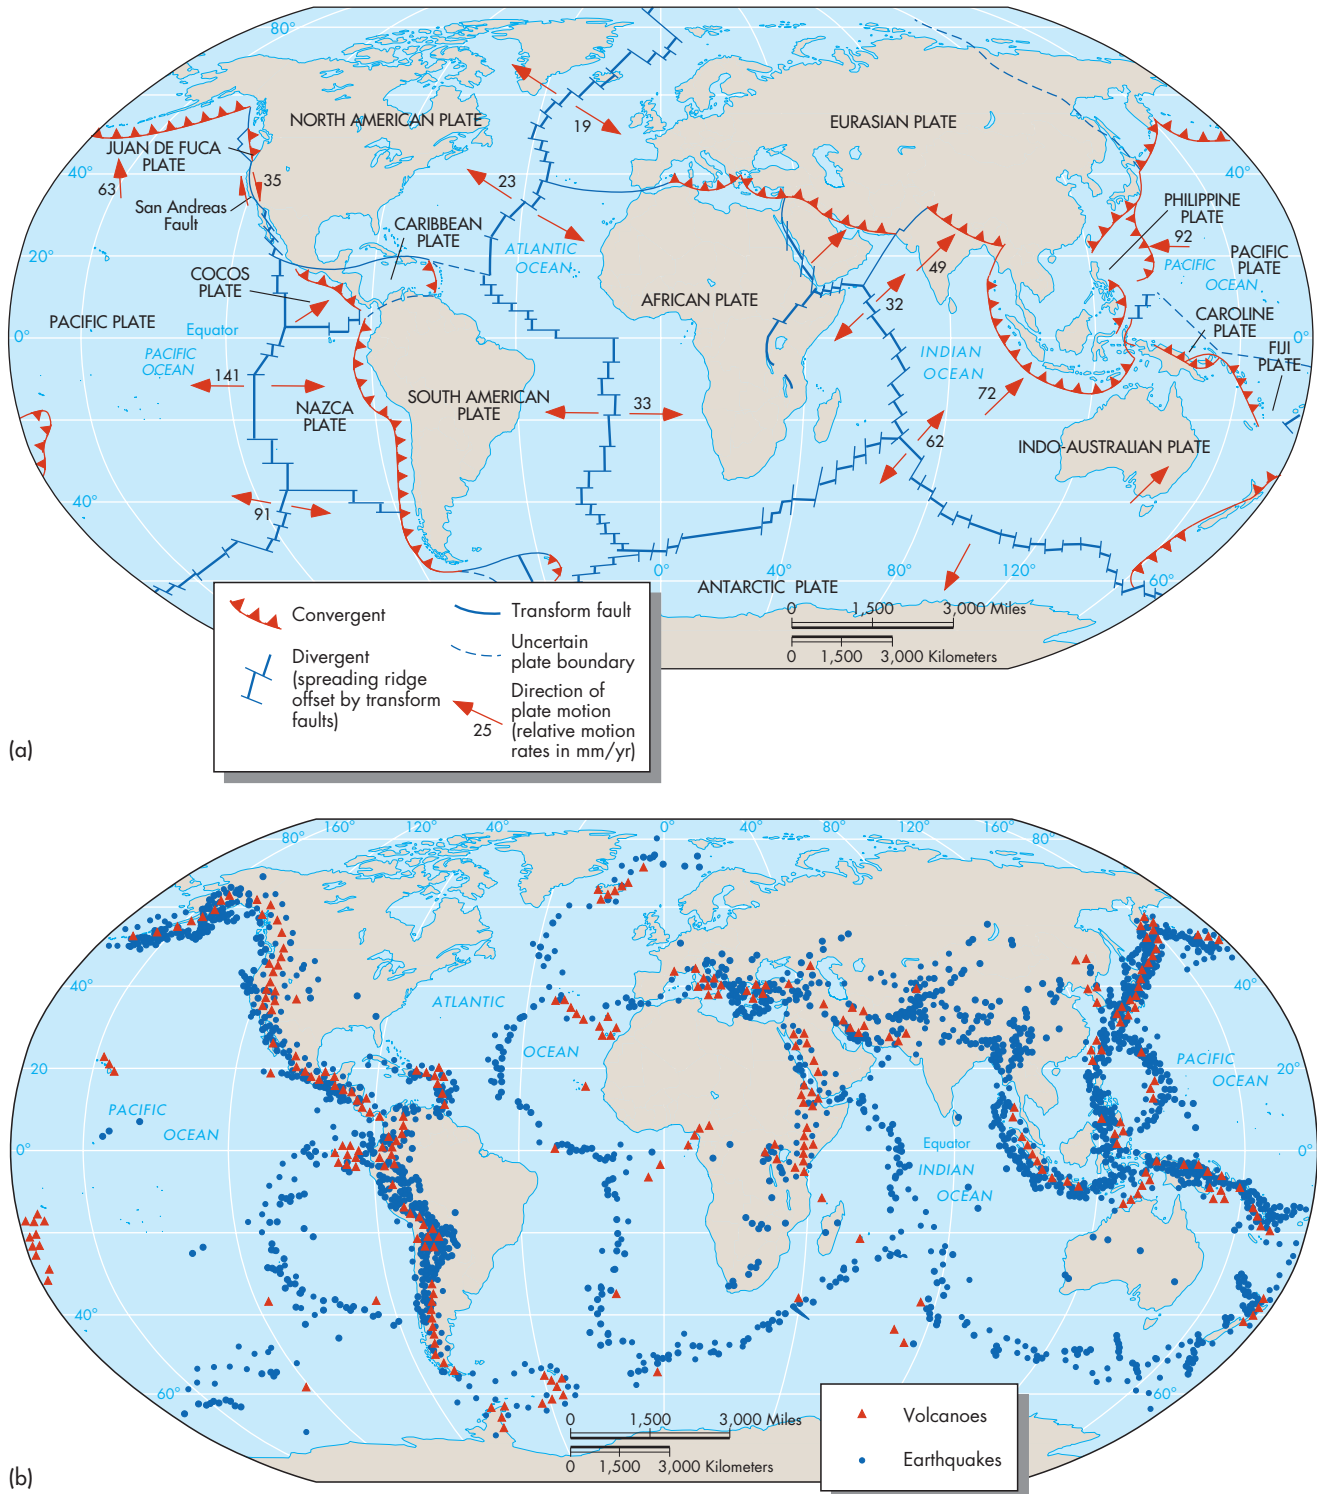 80°
NORTH AMERICAN PLATE
EURASIAN PLATE
19
JUAN DE FUCA
PLATE
40°
40°
63
35
23
San Andreas
Fault
PHILIPPINE
PLATE
CARIBBEAN
PLATE
92
ATLANTIC
OCEAN
PACIFIC
PLATE
PACIFIC
OCEAN
20°
49
COCOS
PLATE
AFRICAN PLATE
32
PACIFIC PLATE
Equator
CAROLINE
PLATE
0°
0°
PACIFIC
OCEAN
INDIAN
OCEAN
FIJI
PLATE
141
72
NAZCA
PLATE
SOUTH AMERICAN
PLATE
33
62
INDO-AUSTRALIAN PLATE
40°
91
0°
40°
80°
120°
60°
ANTARCTIC PLATE
0
1,500
3,000 Miles
0
1,500
3,000 Kilometers
Convergent
Divergent
(spreading ridge
offset by transform
faults)
Transform fault
Uncertain
plate boundary
Direction of
plate motion
(relative motion
rates in mm/yr)
25
(a)
80°
160°
120°
40°
0°
40°
80°
120°
160°
80°
40°
ATLANTIC
40°
OCEAN
PACIFIC
OCEAN
20
20°
PACIFIC
OCEAN
0°
Equator
0°
INDIAN
OCEAN
40°
60°
60°
0
1,500
3,000 Miles
0
1,500
3,000 Kilometers
Volcanoes
Earthquakes
(b)